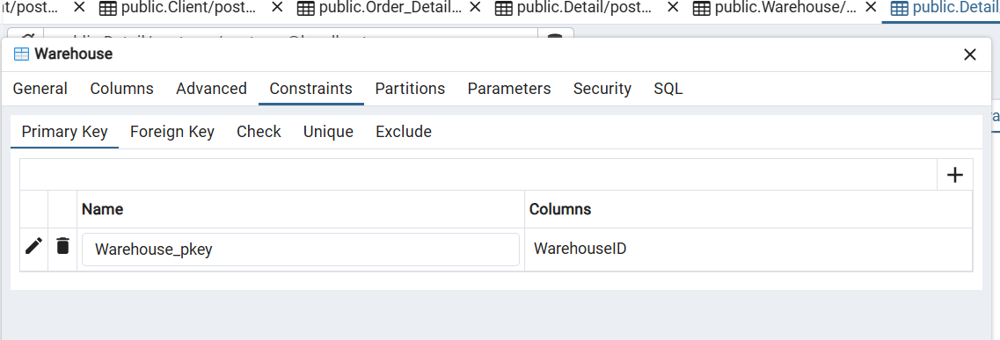 nt/post... public.Client/post... public.Order_Detail... public.Detail/post... public.Warehouse/... public.Detail
Warehouse
General Columns Advanced Constraints Partitions Parameters Security SQL
Primary Key Foreign Key Check Unique Exclude
Name Columns
Warehouse_pkey WarehouseID